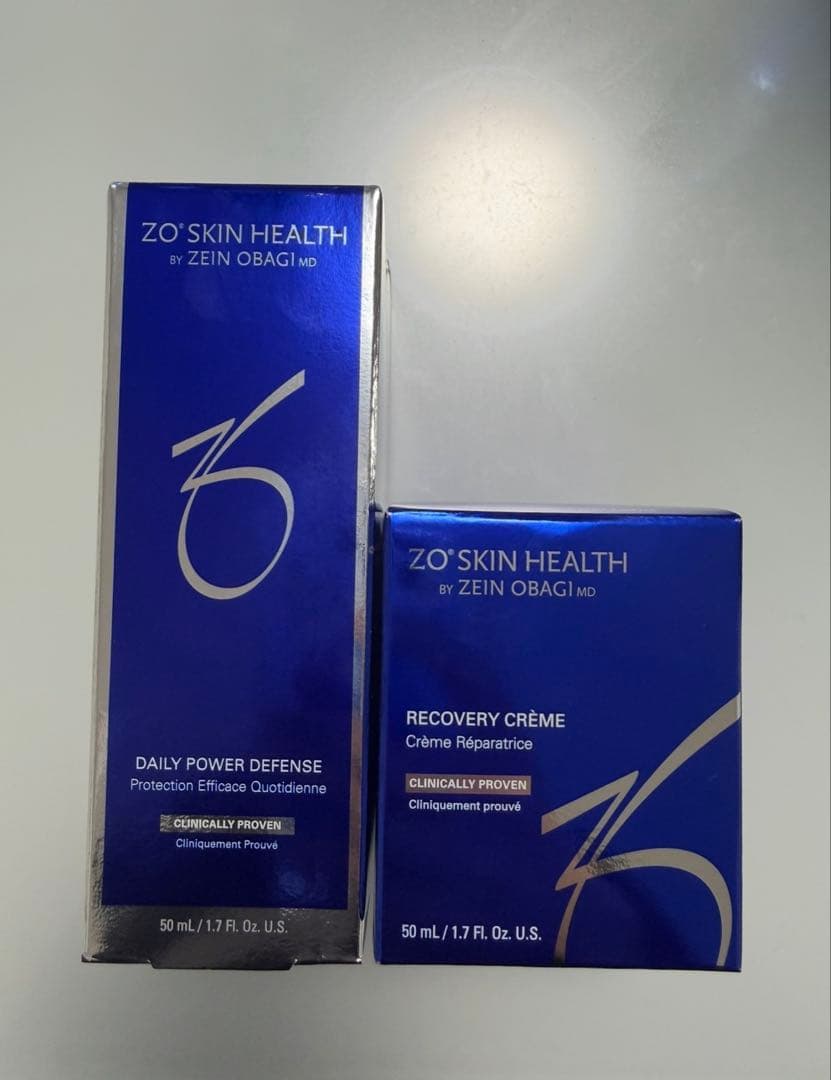 ZO® SKIN HEALTH
BY ZEIN OBAGI MD
DAILY POWER DEFENSE
Protection Efficace Quotidienne
CLINICALLY PROVEN
Cliniquement Prouvé
50 mL / 1.7 Fl. Oz. U.S.
ZO® SKIN HEALTH
BY ZEIN OBAGI MD
RECOVERY CRÈME
Crème Réparatrice
CLINICALLY PROVEN
Cliniquement prouvé
50 mL / 1.7 Fl. Oz. U.S.